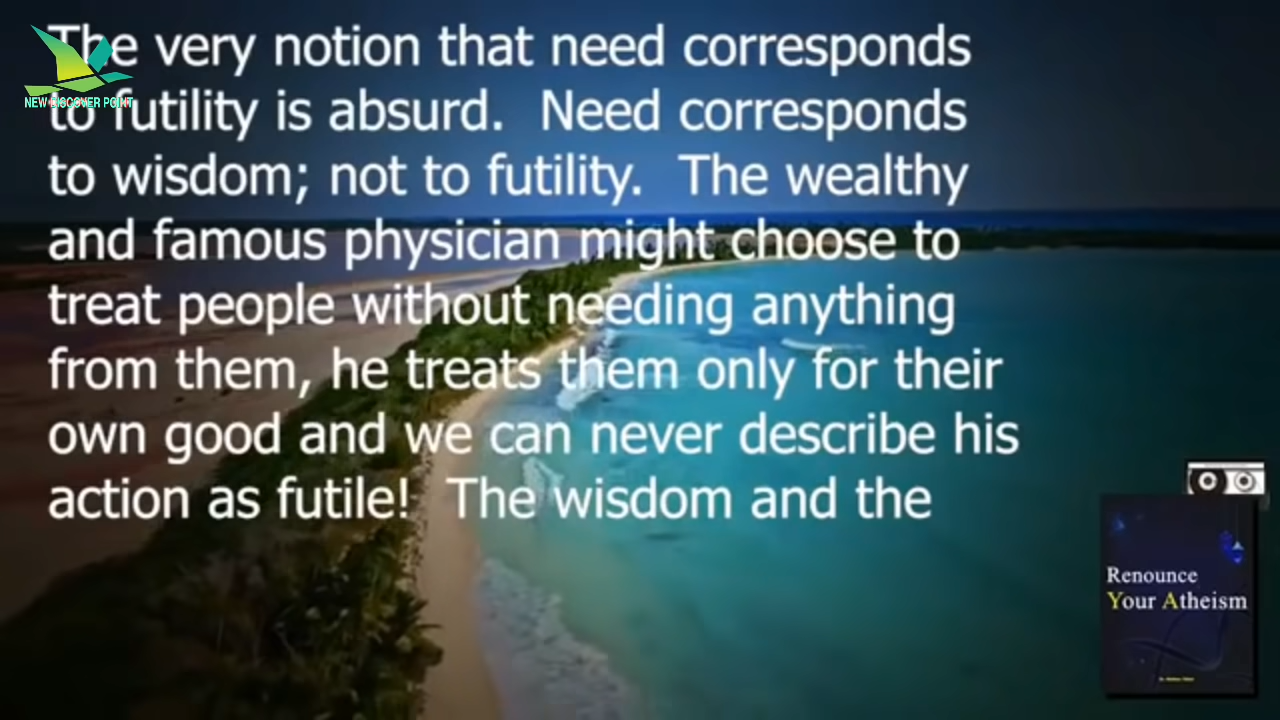 The very notion that need corresponds
to futility is absurd.  Need corresponds
to wisdom; not to futility.  The wealthy
and famous physician might choose to
treat people without needing anything
from them, he treats them only for their
own good and we can never describe his
action as futile!  The wisdom and the
NEW DISCOVER POINT
Renounce
Your Atheism